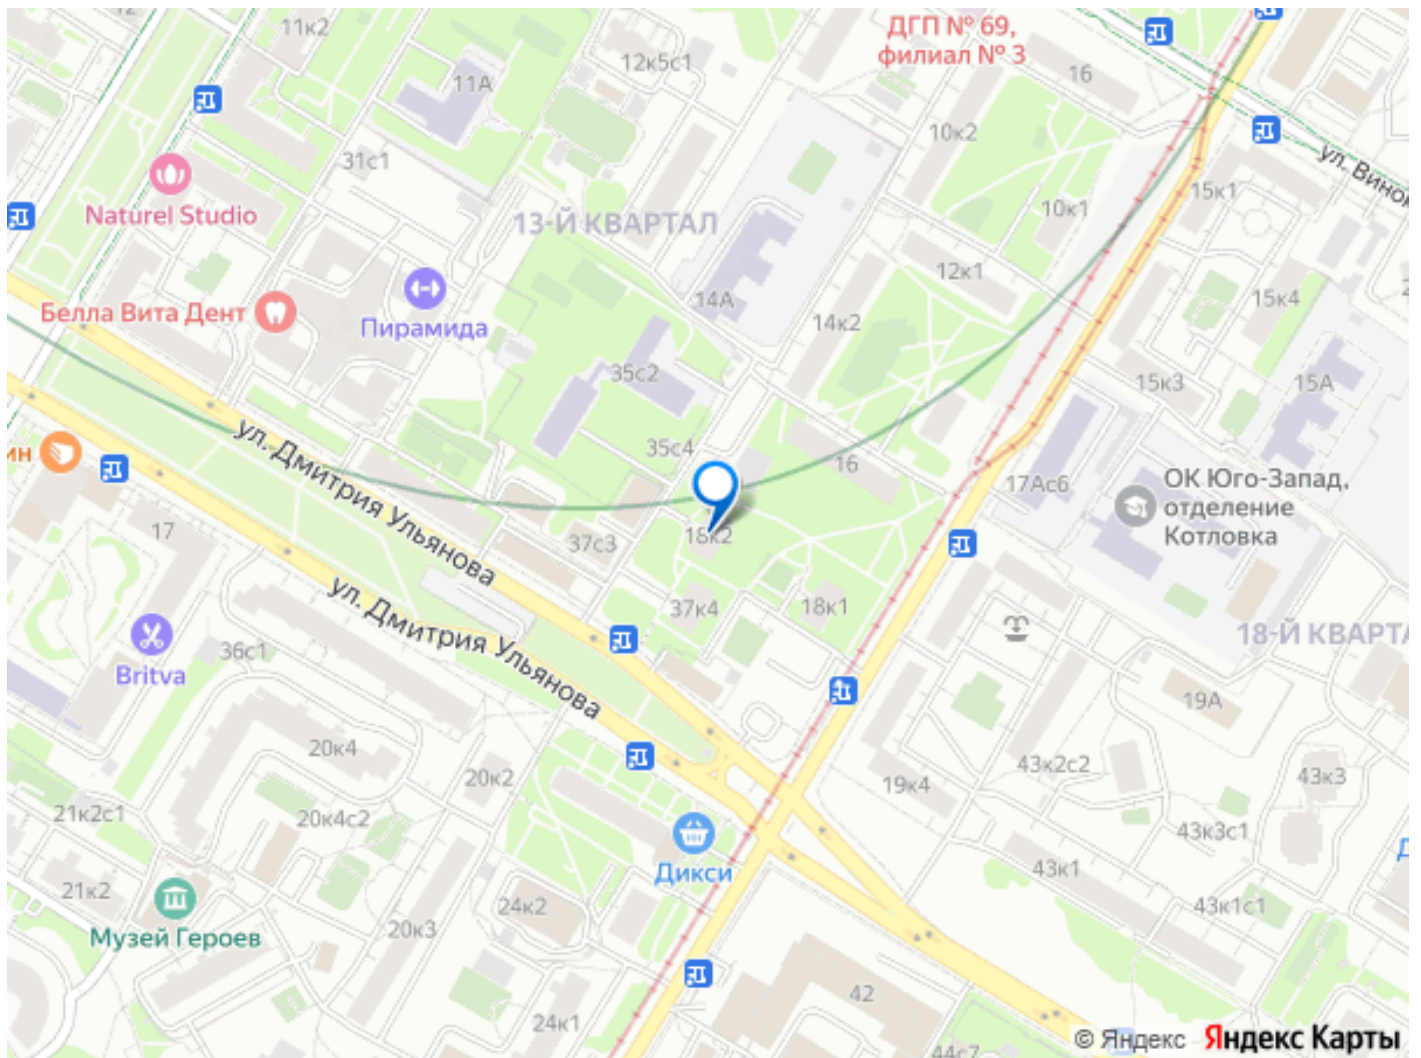 11к2
ДГП № 69,
филиал № 3
12к5с1
16
11А
10к2
ул. Винок
31с1
15к1
Naturel Studio
13-Й КВАРТАЛ
10к1
12к1
14А
15к4
Белла Вита Дент
Пирамида
14к2
35с2
15к3
15А
ул. Дмитрия Ульянова
ин
35с4
16
17Ас6
ОК Юго-Запад,
отделение
Котловка
17
37с3
18к2
ул. Дмитрия Ульянова
37к4
18к1
18-Й КВАРТА
36с1
Britva
19А
20к4
20к2
19к4
43к2с2
43к3
21к2с1
20к4с2
43к3с1
Дикси
43к1
21к2
24к2
43к1с1
20к3
Музей Героев
42
24к1
44с7
© Яндекс Яндекс Карты